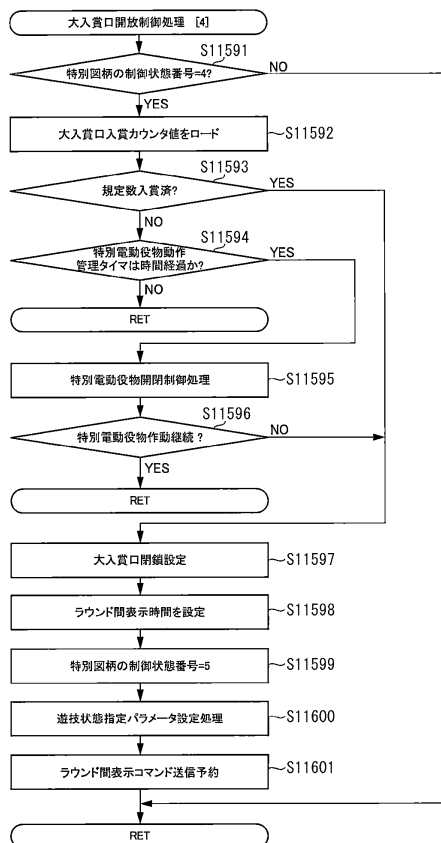 大入賞口開放制御処理 [4]
S11591
特別図柄の制御状態番号=4?
NO
YES
大入賞口入賞カウンタ値をロード
S11592
S11593
規定数入賞済?
YES
NO
S11594
特別電動役物動作
管理タイマは時間経過か?
YES
NO
RET
特別電動役物開閉制御処理
S11595
S11596
特別電動役物作動継続?
NO
YES
RET
大入賞口閉鎖設定
S11597
ラウンド間表示時間を設定
S11598
特別図柄の制御状態番号=5
S11599
遊技状態指定パラメータ設定処理
S11600
ラウンド間表示コマンド送信予約
S11601
RET